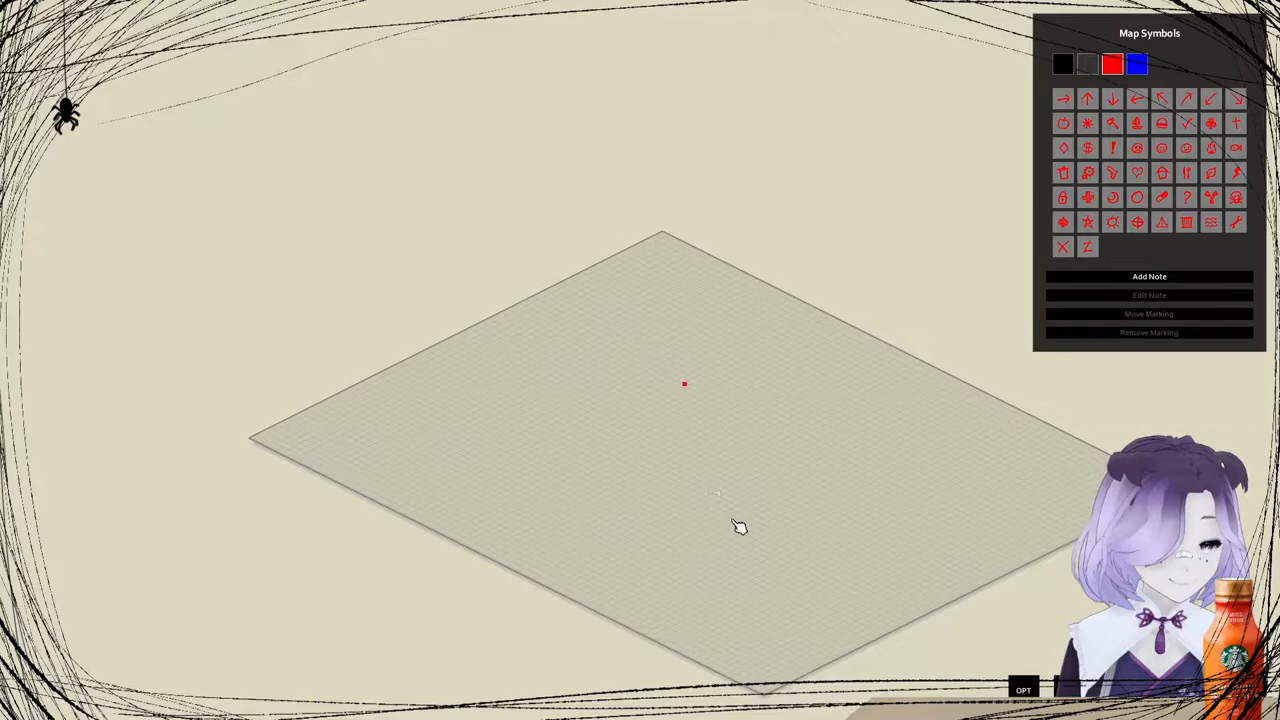 Map Symbols
Add Note
Edit Note
Move Marking
Remove Marking
OPT